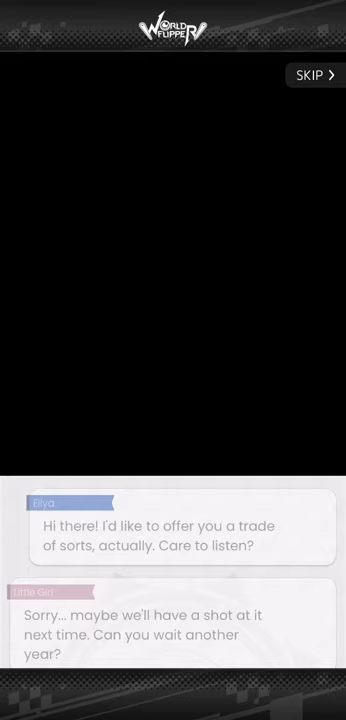 WORLD
FLIPPER
SKIP
Ellya
Hi there! I'd like to offer you a trade
of sorts, actually. Care to listen?
Little Girl
Sorry... maybe we'll have a shot at it
next time. Can you wait another
year?